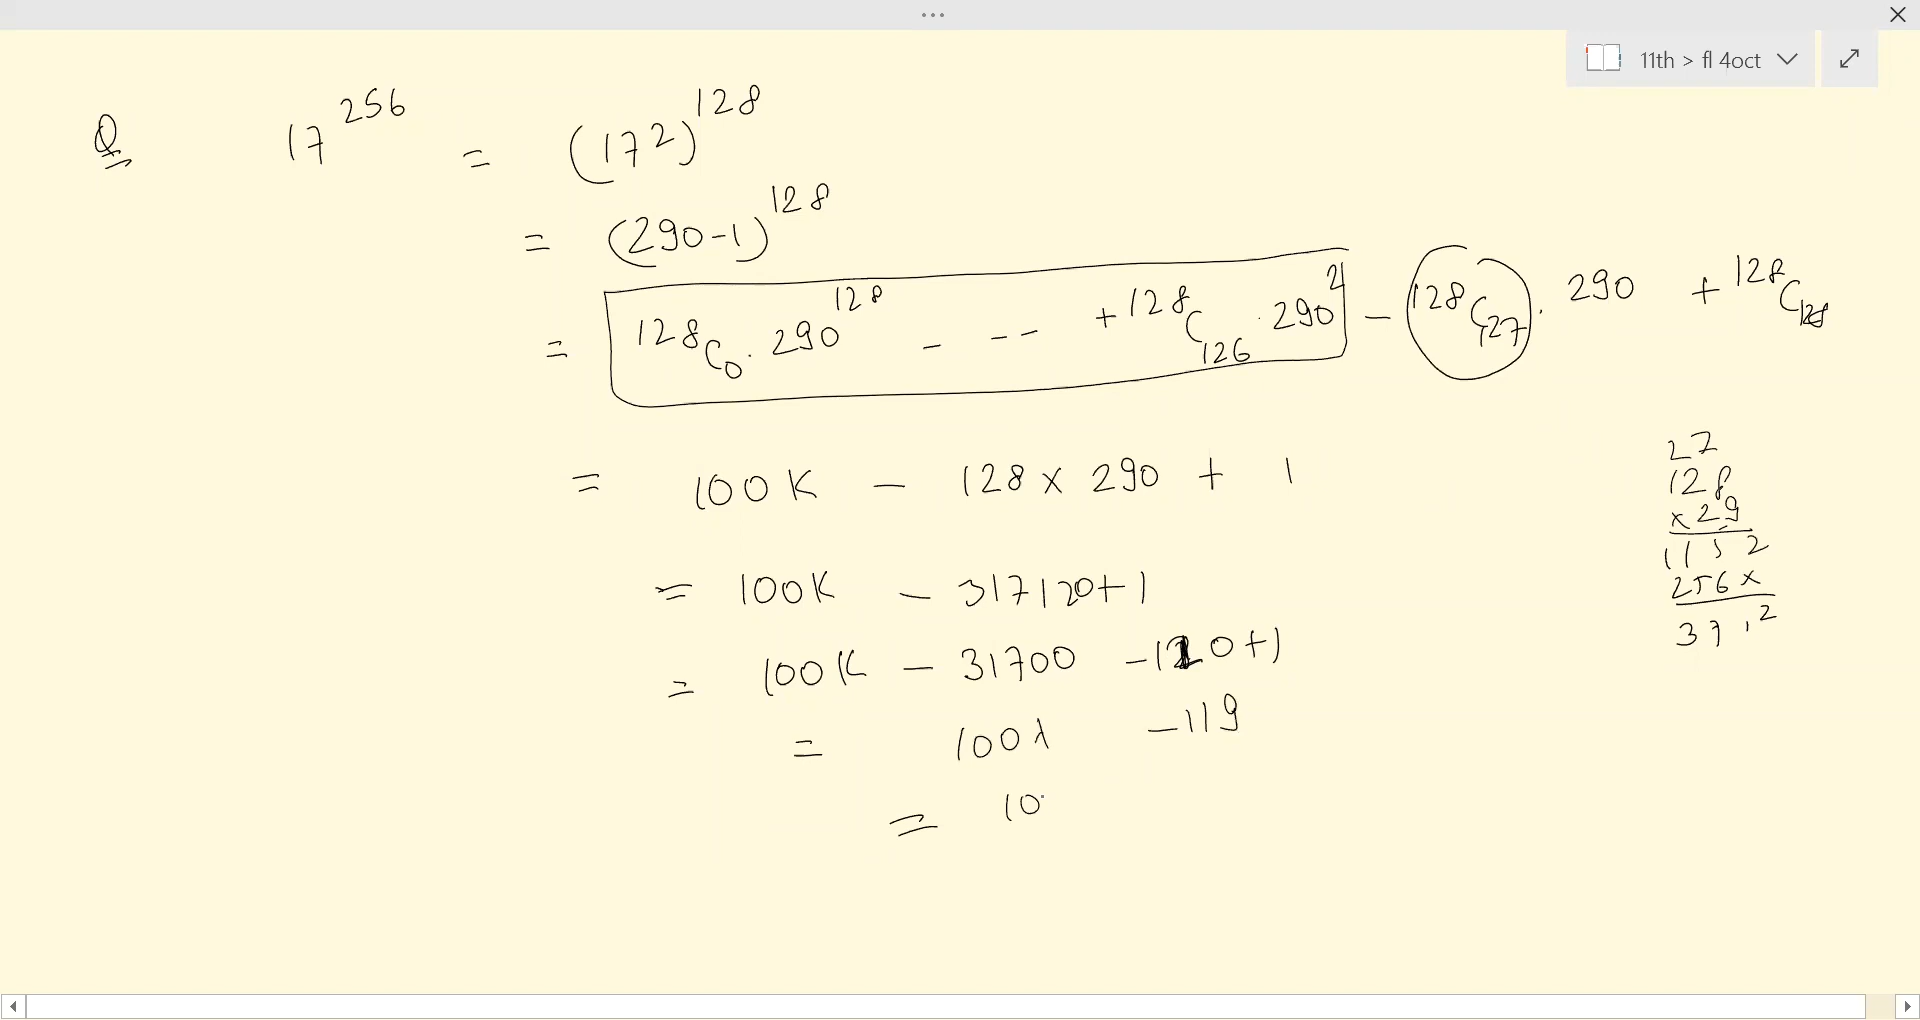 11th > fl 4oct
Q 17^256 = (17^2)^128
= (290-1)^128
= 128C0 · 290^128 - - - + 128C126 · 290^2 - 128C127 · 290 + 128C128
= 100K - 128 x 290 + 1
= 100K - 317120+1
= 100K - 31700 -120+1
= 100λ -119
= 10
27
128
x29
1152
256x
3712